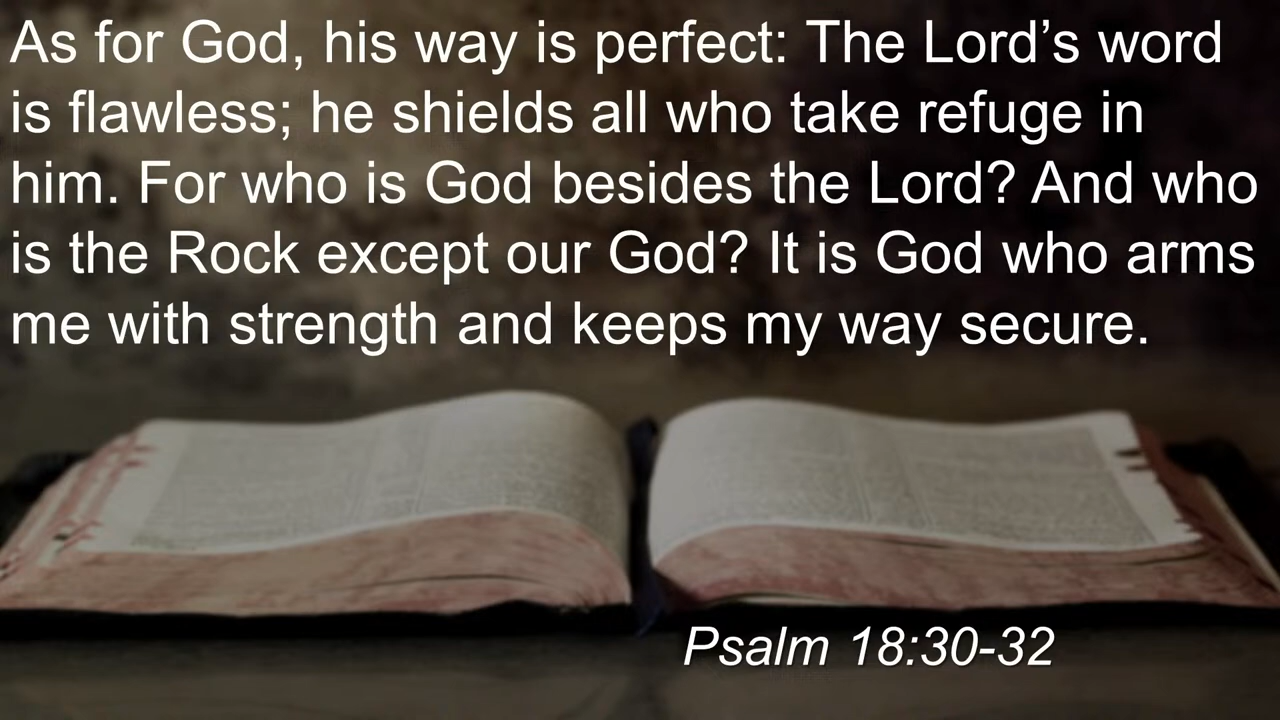 As for God, his way is perfect: The Lord’s word
is flawless; he shields all who take refuge in
him. For who is God besides the Lord? And who
is the Rock except our God? It is God who arms
me with strength and keeps my way secure.
Psalm 18:30-32